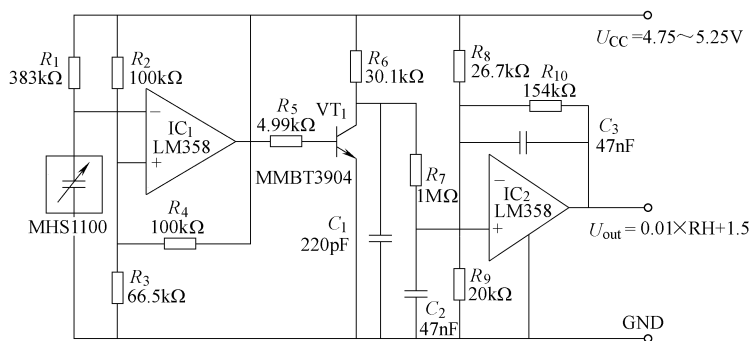 U_CC =4.75～5.25V
R1
383kΩ
R2
100kΩ
R6
30.1kΩ
R8
26.7kΩ
R10
154kΩ
−
IC1
LM358
+
R5
4.99kΩ
VT1
MMBT3904
C3
47nF
−
IC2
LM358
+
R7
1MΩ
MHS1100
R4
100kΩ
C1
220pF
U_out = 0.01×RH+1.5
R3
66.5kΩ
C2
47nF
R9
20kΩ
GND